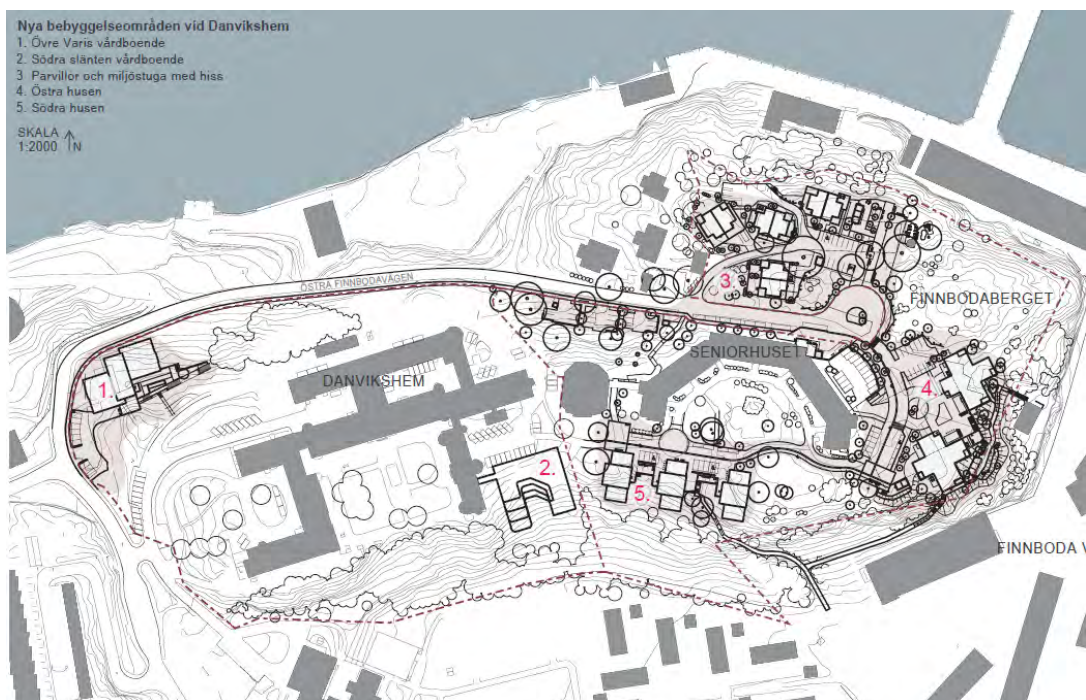 Nya bebyggelseområden vid Danvikshem
1. Övre Varis vårdboende
2. Södra slänten vårdboende
3 Parvillor och miljöstuga med hiss
4. Östra husen
5. Södra husen
SKALA
1:2000 N
ÖSTRA FINNBODAVÄGEN
3.
FINNBODABERGET
SENIORHUSET
DANVIKSHEM
1.
4.
2.
5.
FINNBODA V